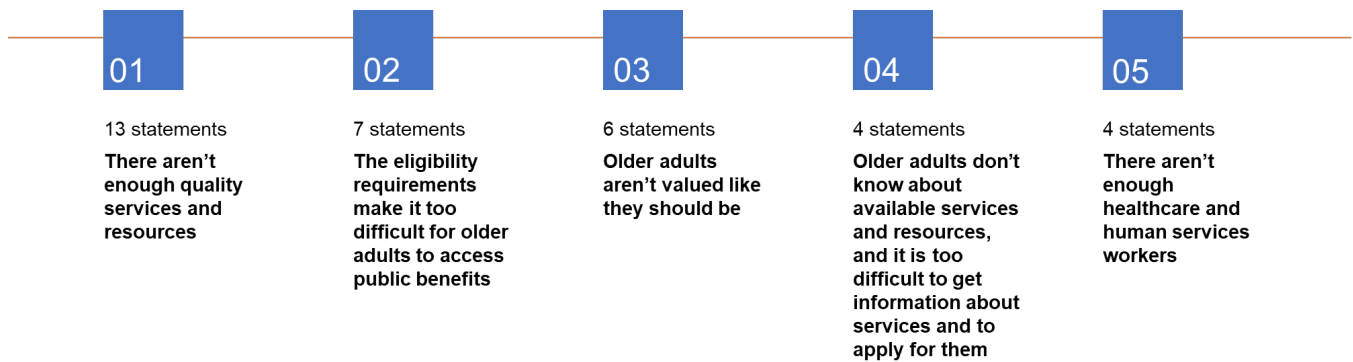 01
13 statements
There aren’t
enough quality
services and
resources
02
7 statements
The eligibility
requirements
make it too
difficult for older
adults to access
public benefits
03
6 statements
Older adults
aren’t valued like
they should be
04
4 statements
Older adults don’t
know about
available services
and resources,
and it is too
difficult to get
information about
services and to
apply for them
05
4 statements
There aren’t
enough
healthcare and
human services
workers